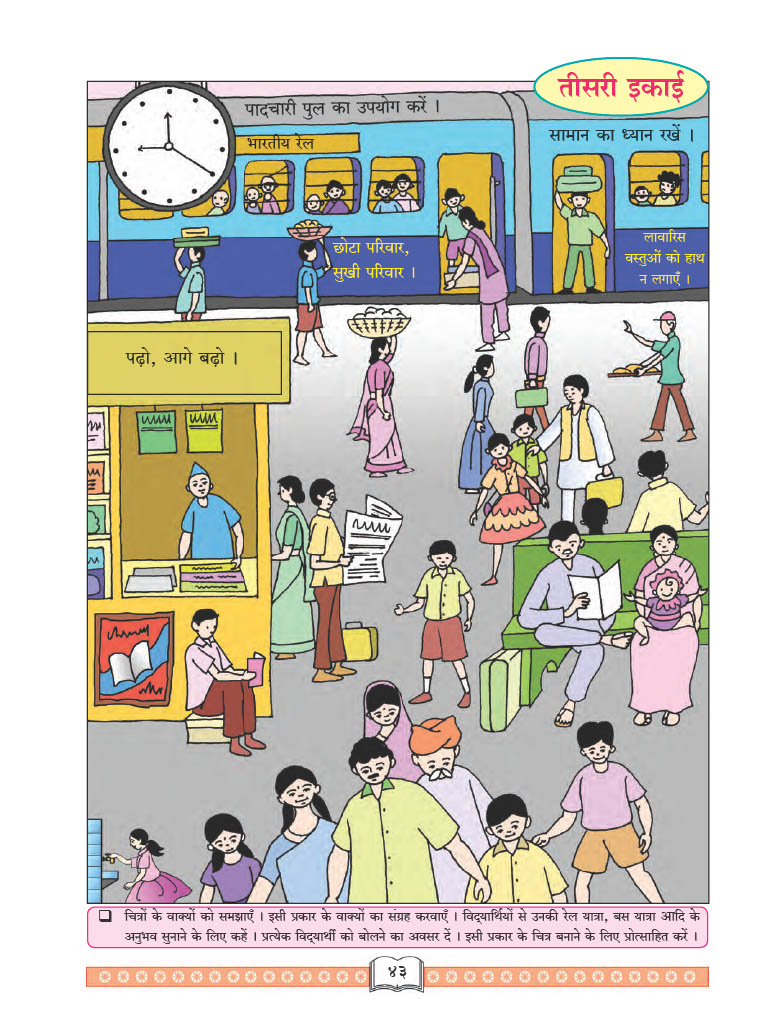 तीसरी इकाई
पादचारी पुल का उपयोग करें ।
सामान का ध्यान रखें ।
भारतीय रेल
छोटा परिवार,
सुखी परिवार ।
लावारिस
वस्तुओं को हाथ
न लगाएँ ।
पढ़ो, आगे बढ़ो ।
❑ चित्रों के वाक्यों को समझाएँ । इसी प्रकार के वाक्यों का संग्रह करवाएँ । विद्यार्थियों से उनकी रेल यात्रा, बस यात्रा आदि के
अनुभव सुनाने के लिए कहें । प्रत्येक विद्यार्थी को बोलने का अवसर दें । इसी प्रकार के चित्र बनाने के लिए प्रोत्साहित करें ।
४३